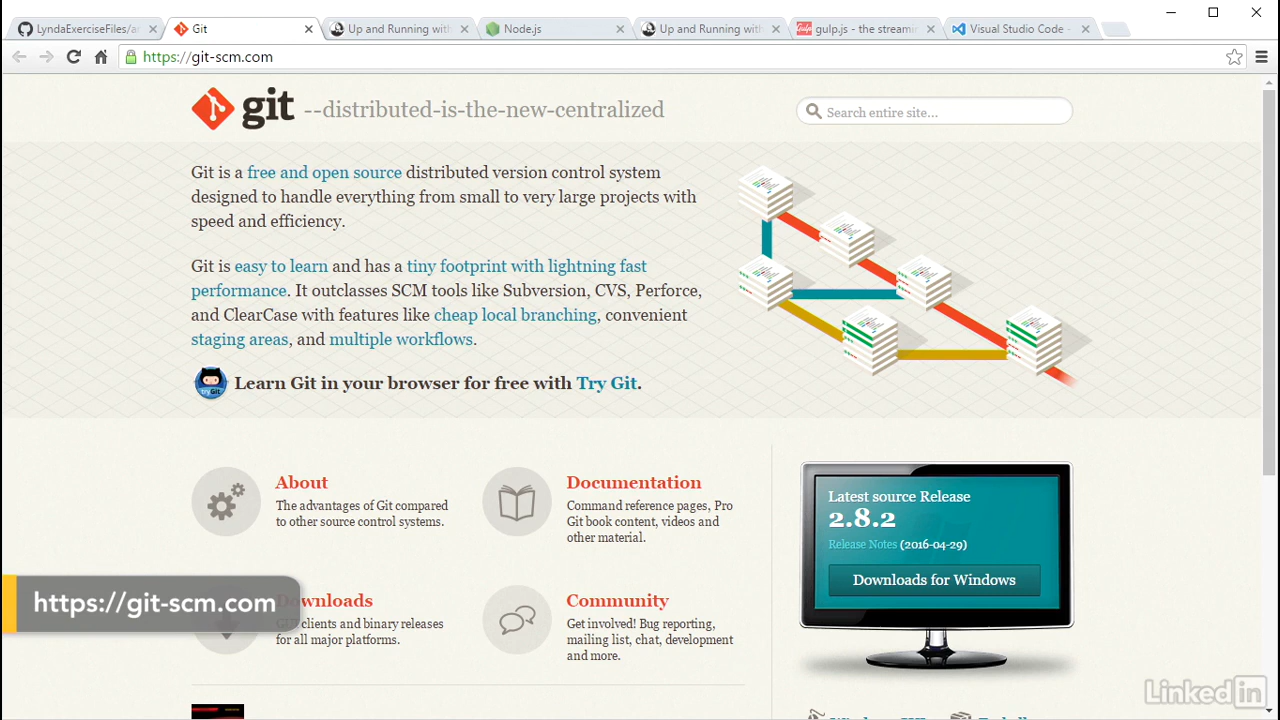 LyndaExerciseFiles/a
Git
Up and Running with
Node.js
Up and Running with
gulp.js - the streamin
Visual Studio Code -
https://git-scm.com
git --distributed-is-the-new-centralized
Search entire site...
Git is a free and open source distributed version control system
designed to handle everything from small to very large projects with
speed and efficiency.
Git is easy to learn and has a tiny footprint with lightning fast
performance. It outclasses SCM tools like Subversion, CVS, Perforce,
and ClearCase with features like cheap local branching, convenient
staging areas, and multiple workflows.
Learn Git in your browser for free with Try Git.
About
The advantages of Git compared
to other source control systems.
Documentation
Command reference pages, Pro
Git book content, videos and
other material.
Latest source Release
2.8.2
Release Notes (2016-04-29)
Downloads for Windows
https://git-scm.com
Downloads
GUI clients and binary releases
for all major platforms.
Community
Get involved! Bug reporting,
mailing list, chat, development
and more.
LinkedIn